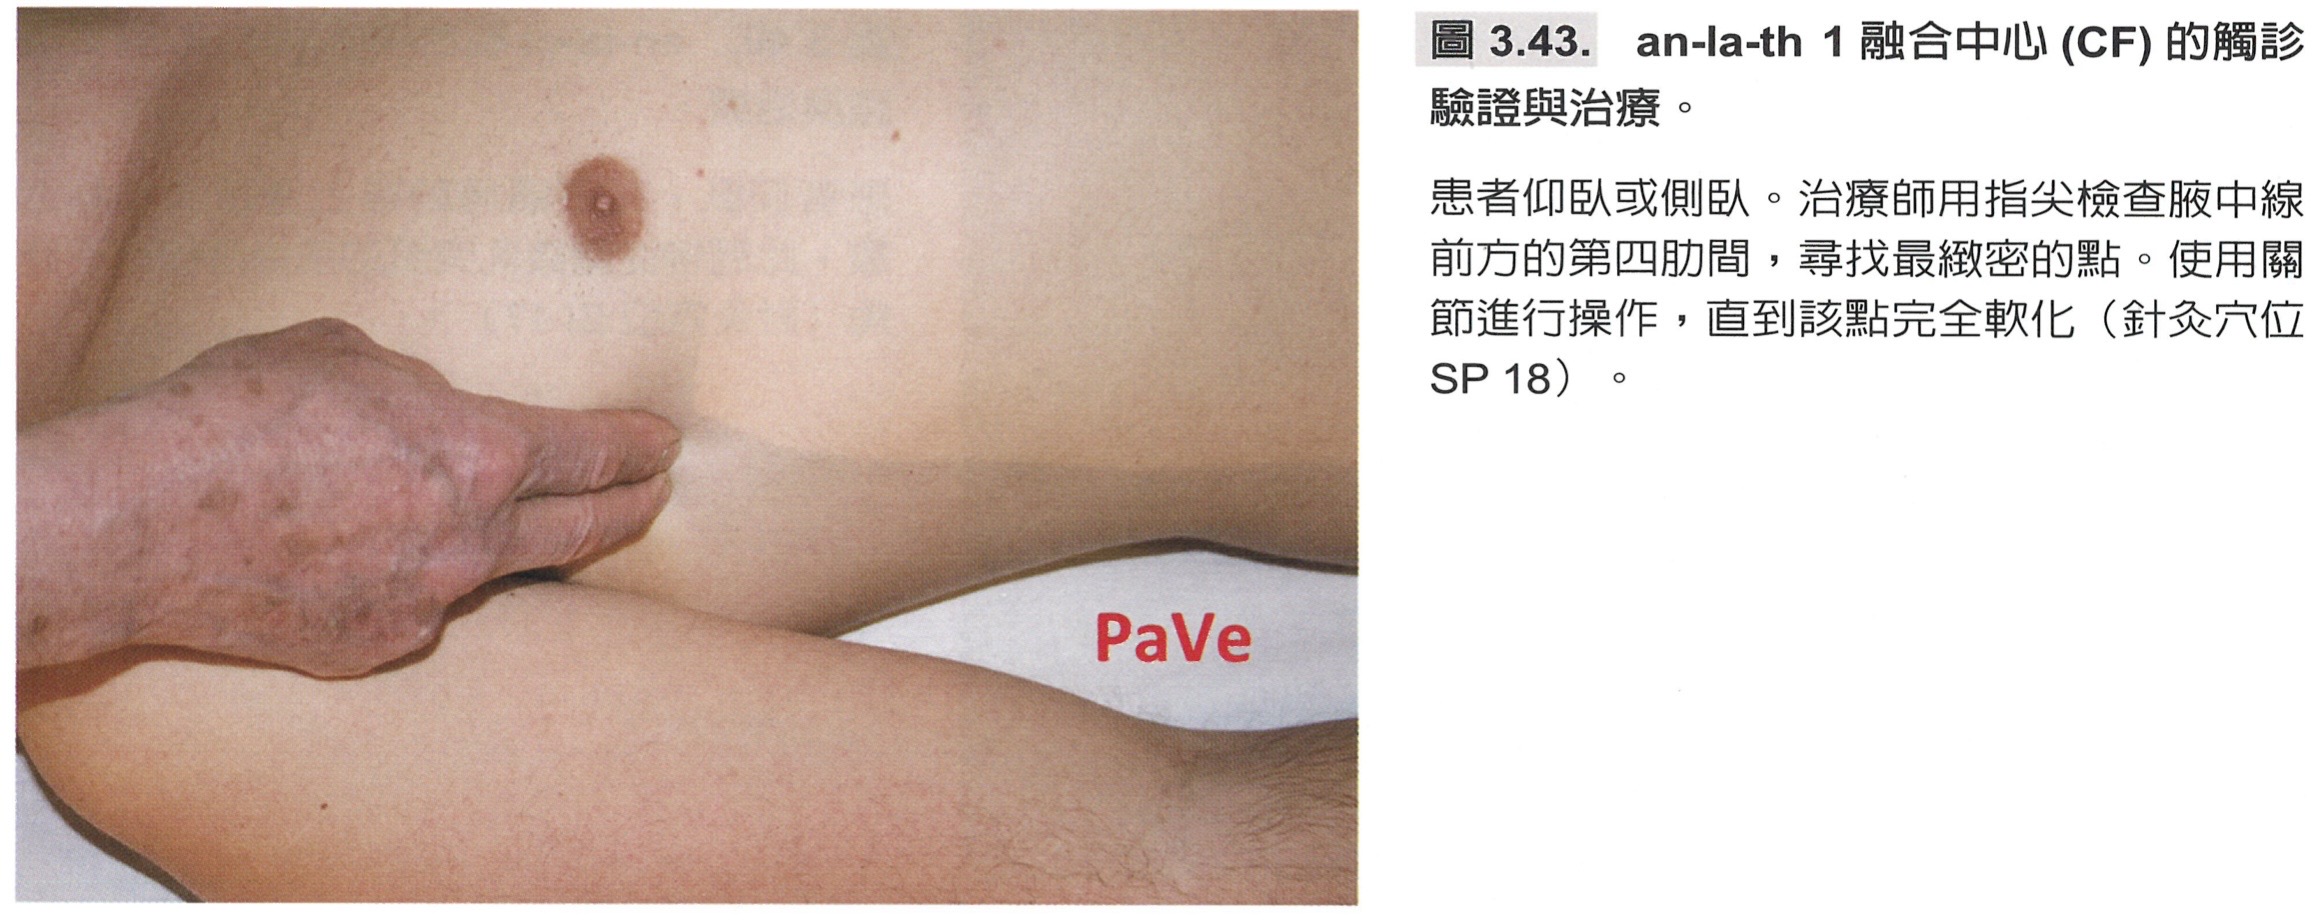 圖 3.43. an-la-th 1 融合中心 (CF) 的觸診
驗證與治療。
患者仰臥或側臥。治療師用指尖檢查腋中線
前方的第四肋間，尋找最緻密的點。使用關
節進行操作，直到該點完全軟化（針灸穴位
SP 18）。
PaVe